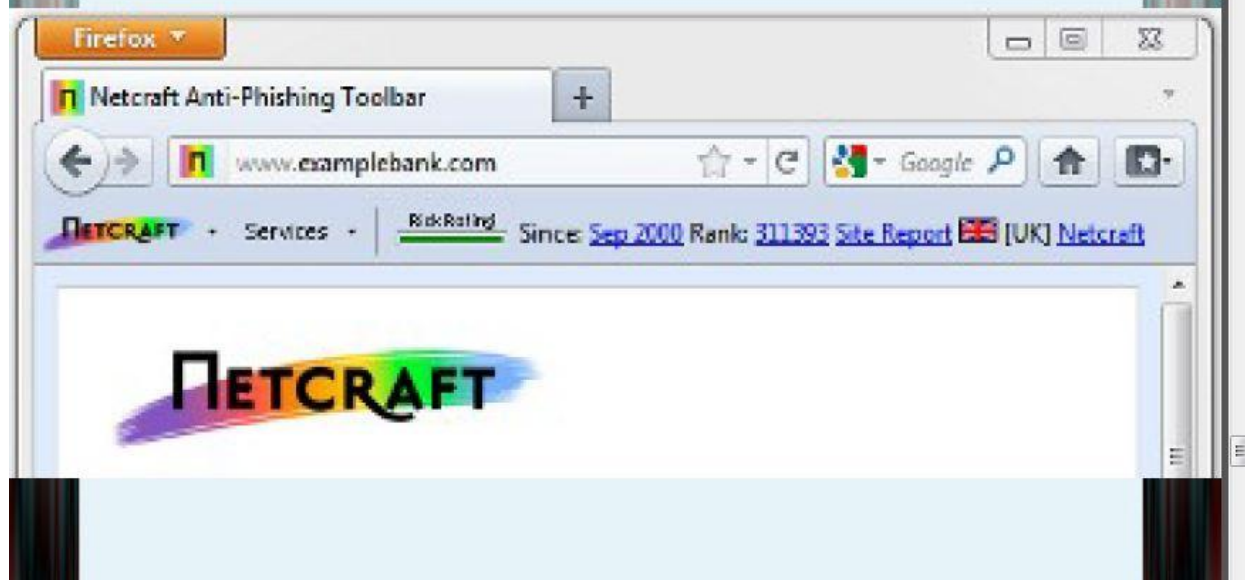 Firefox
Netcraft Anti-Phishing Toolbar
www.examplebank.com Google
NETCRAFT Services Risk Rating Since: Sep 2000 Rank: 311393 Site Report [UK] Netcraft
NETCRAFT